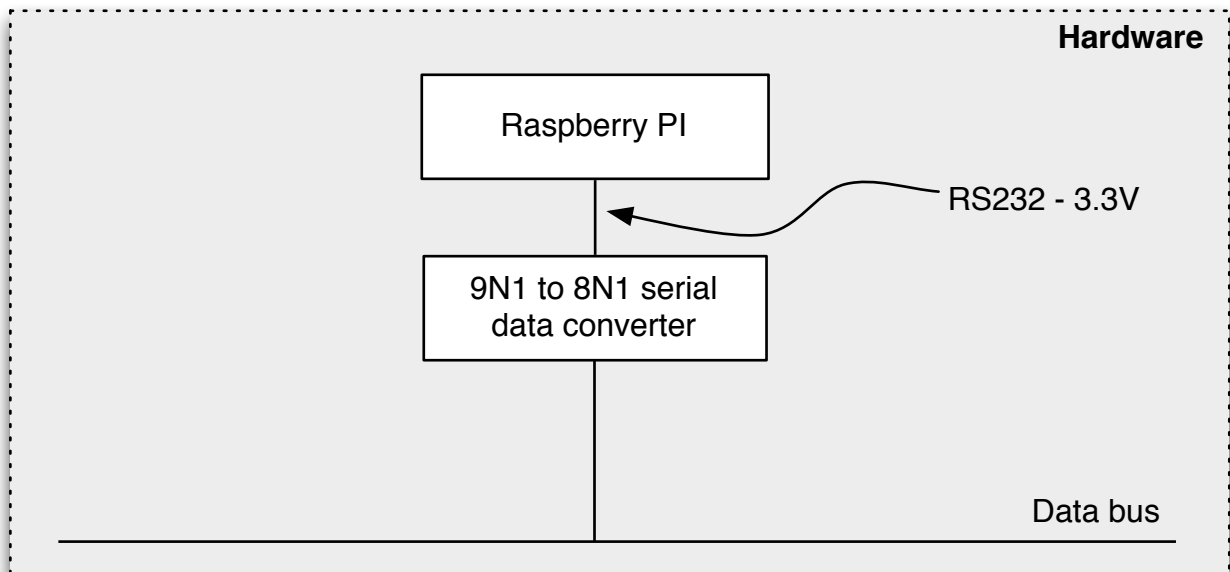 Hardware
Raspberry PI
RS232 - 3.3V
9N1 to 8N1 serial
data converter
Data bus